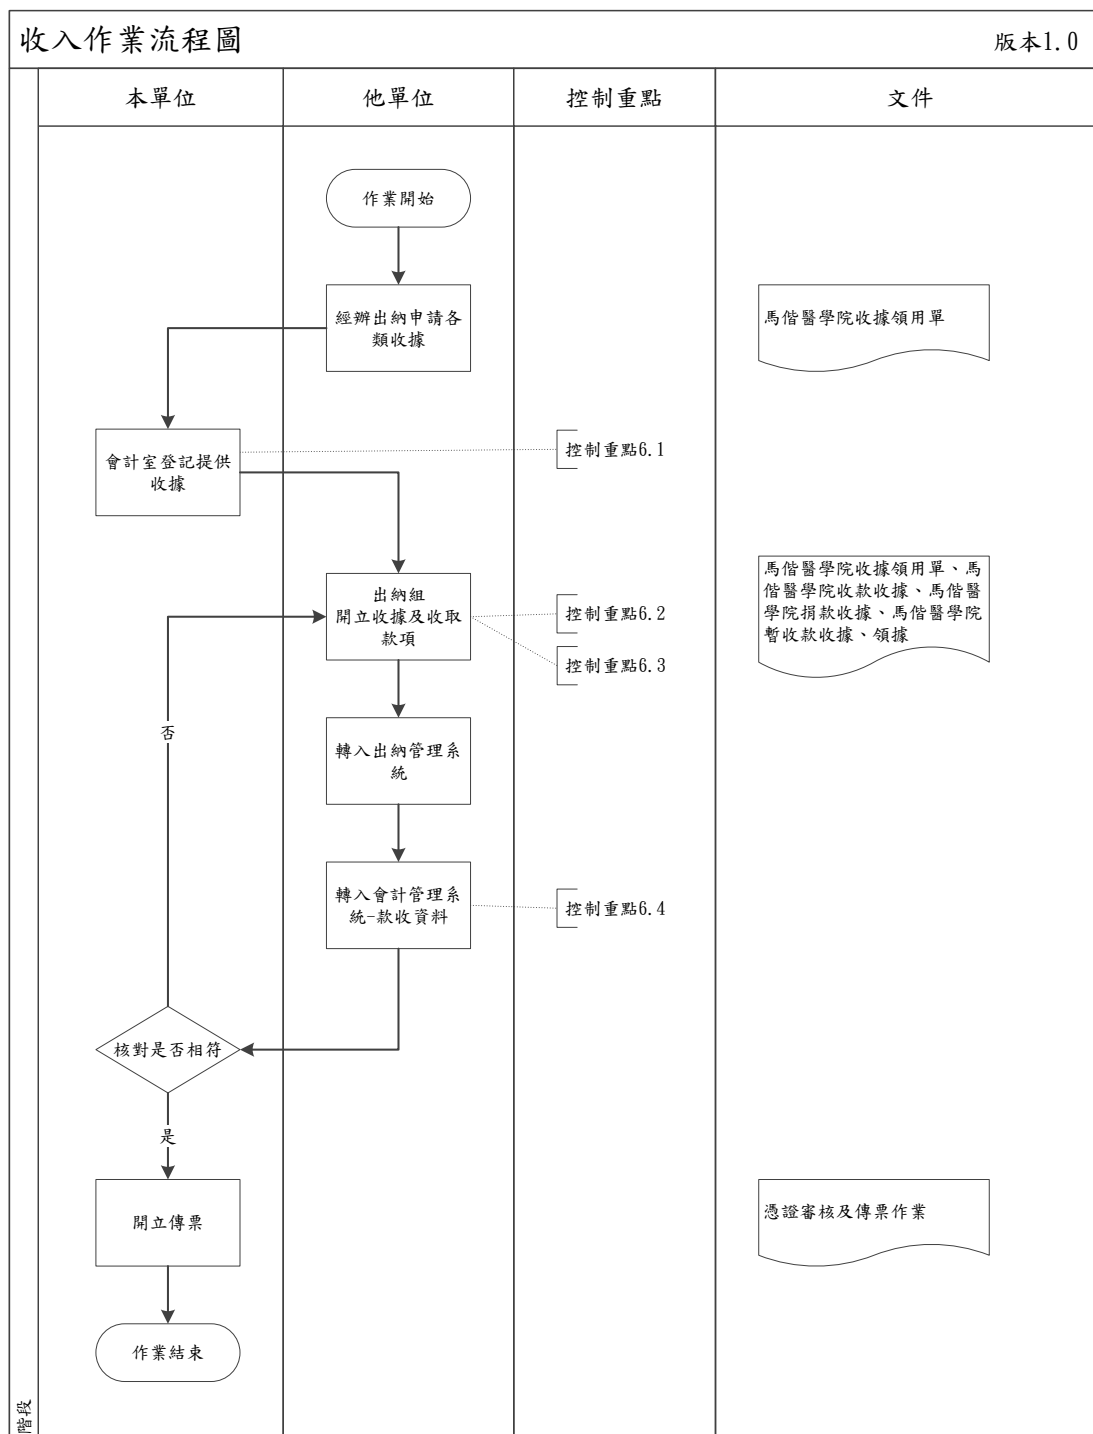 收入作業流程圖
版本1.0
本單位
他單位
控制重點
文件
作業開始
經辦出納申請各
類收據
馬偕醫學院收據領用單
會計室登記提供
收據
控制重點6.1
出納組
開立收據及收取
款項
控制重點6.2
控制重點6.3
馬偕醫學院收據領用單、馬
偕醫學院收款收據、馬偕醫
學院捐款收據、馬偕醫學院
暫收款收據、領據
否
轉入出納管理系
統
轉入會計管理系
統-款收資料
控制重點6.4
核對是否相符
是
開立傳票
憑證審核及傳票作業
作業結束
階段